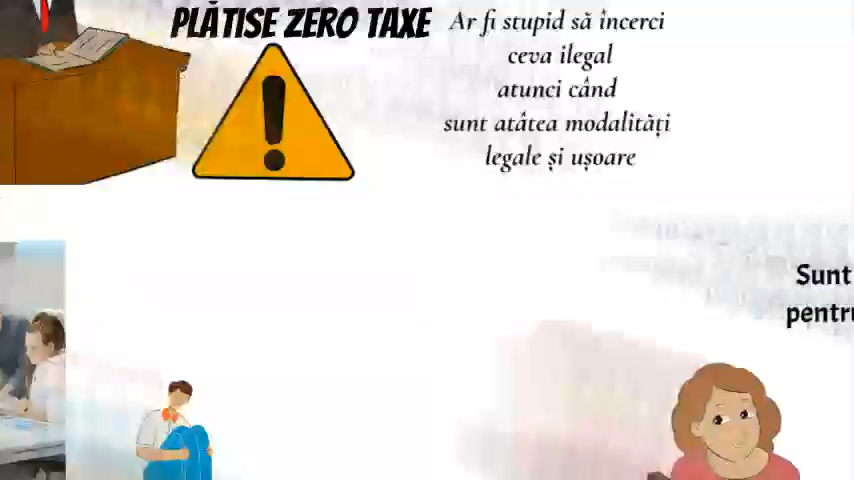 PLĂTISE ZERO TAXE
Ar fi stupid să încerci
ceva ilegal
atunci când
sunt atâtea modalități
legale și ușoare
Sunt
pentru